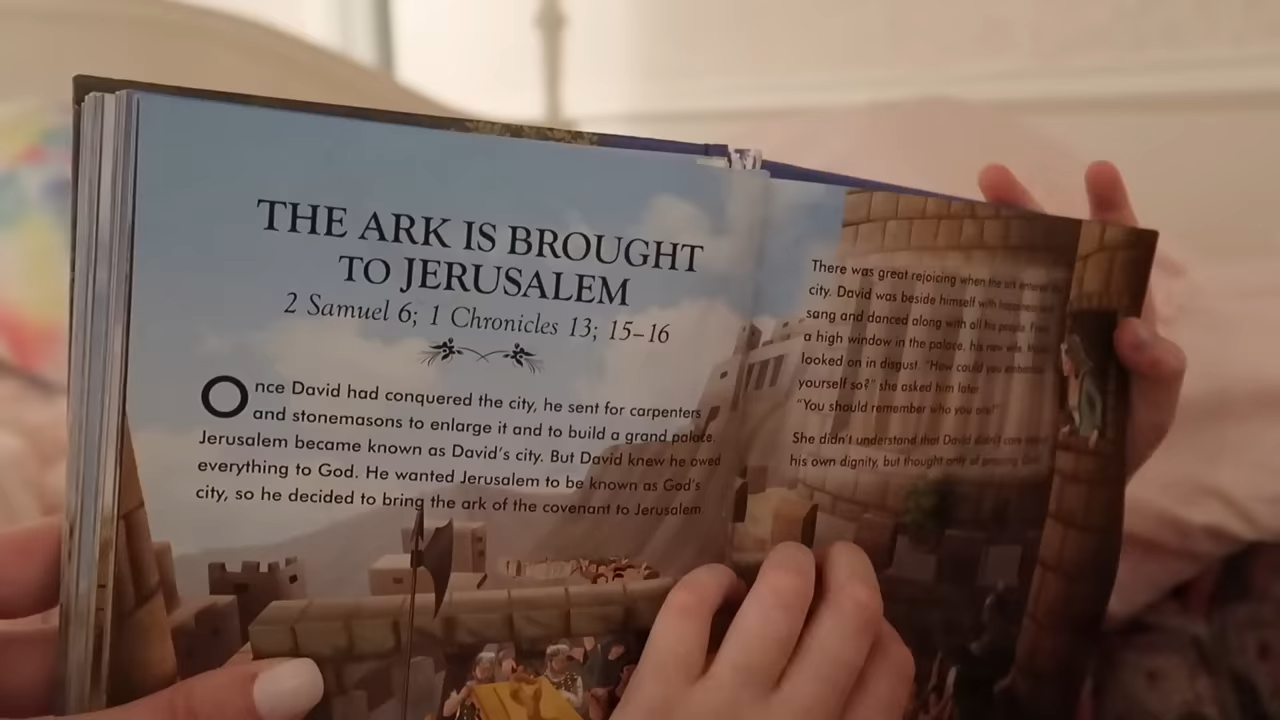 THE ARK IS BROUGHT
TO JERUSALEM
2 Samuel 6; 1 Chronicles 13; 15–16
Once David had conquered the city, he sent for carpenters
and stonemasons to enlarge it and to build a grand palace.
Jerusalem became known as David's city. But David knew he owed
everything to God. He wanted Jerusalem to be known as God's
city, so he decided to bring the ark of the covenant to Jerusalem.
There was great rejoicing when the ark entered the
city. David was beside himself with happiness
sang and danced along with all his people. From
a high window in the palace, his new wife
looked on in disgust. "How could you embarrass
yourself so?" she asked him later.
"You should remember who you are!"
She didn't understand that David didn't care
his own dignity, but thought only of